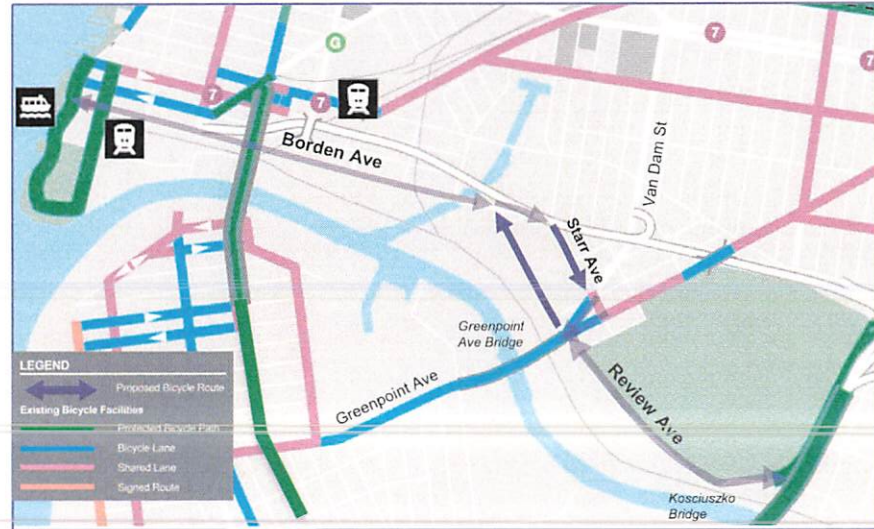 G
7
7
7
7
Borden Ave
Van Dam St
Starr Ave
Greenpoint
Ave Bridge
Greenpoint Ave
Review Ave
Kosciuszko
Bridge
LEGEND
Proposed Bicycle Route
Existing Bicycle Facilities
Protected Bicycle Path
Bicycle Lane
Shared Lane
Signed Route